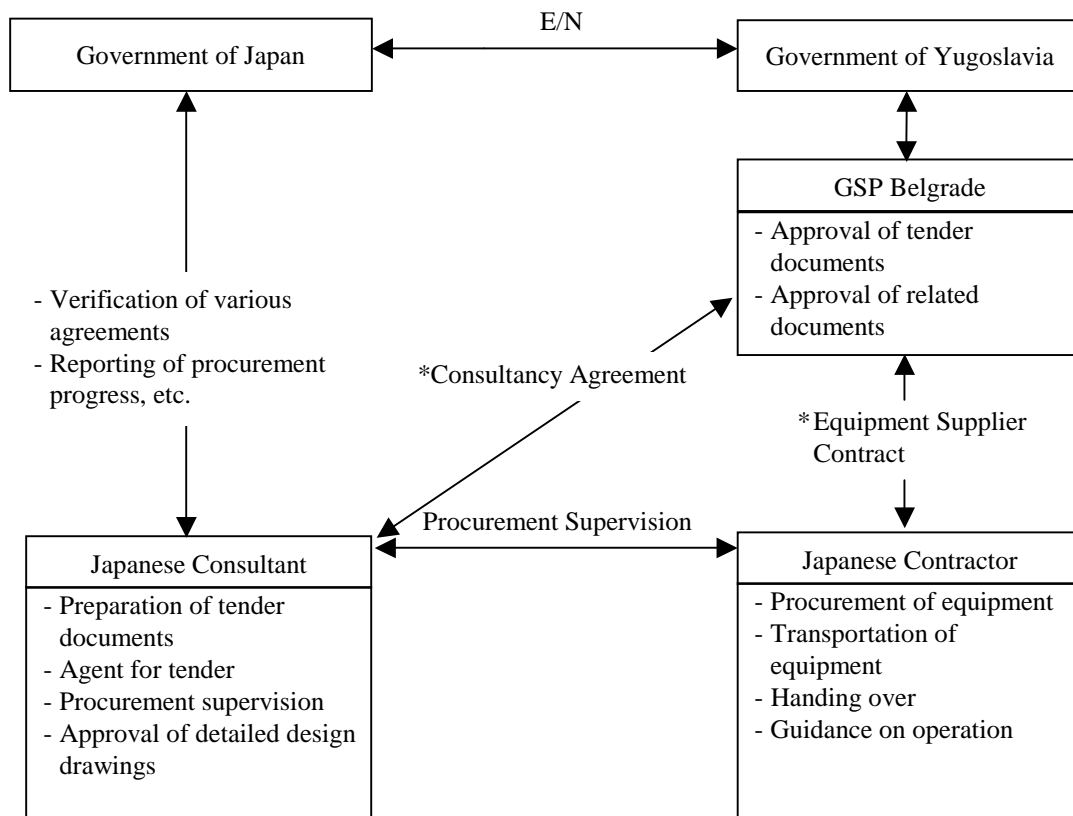 E/N
Government of Japan
Government of Yugoslavia
GSP Belgrade
- Approval of tender
documents
- Approval of related
documents
- Verification of various
agreements
- Reporting of procurement
progress, etc.
*Consultancy Agreement
*Equipment Supplier
Contract
Procurement Supervision
Japanese Consultant
- Preparation of tender
documents
- Agent for tender
- Procurement supervision
- Approval of detailed design
drawings
Japanese Contractor
- Procurement of equipment
- Transportation of
equipment
- Handing over
- Guidance on operation